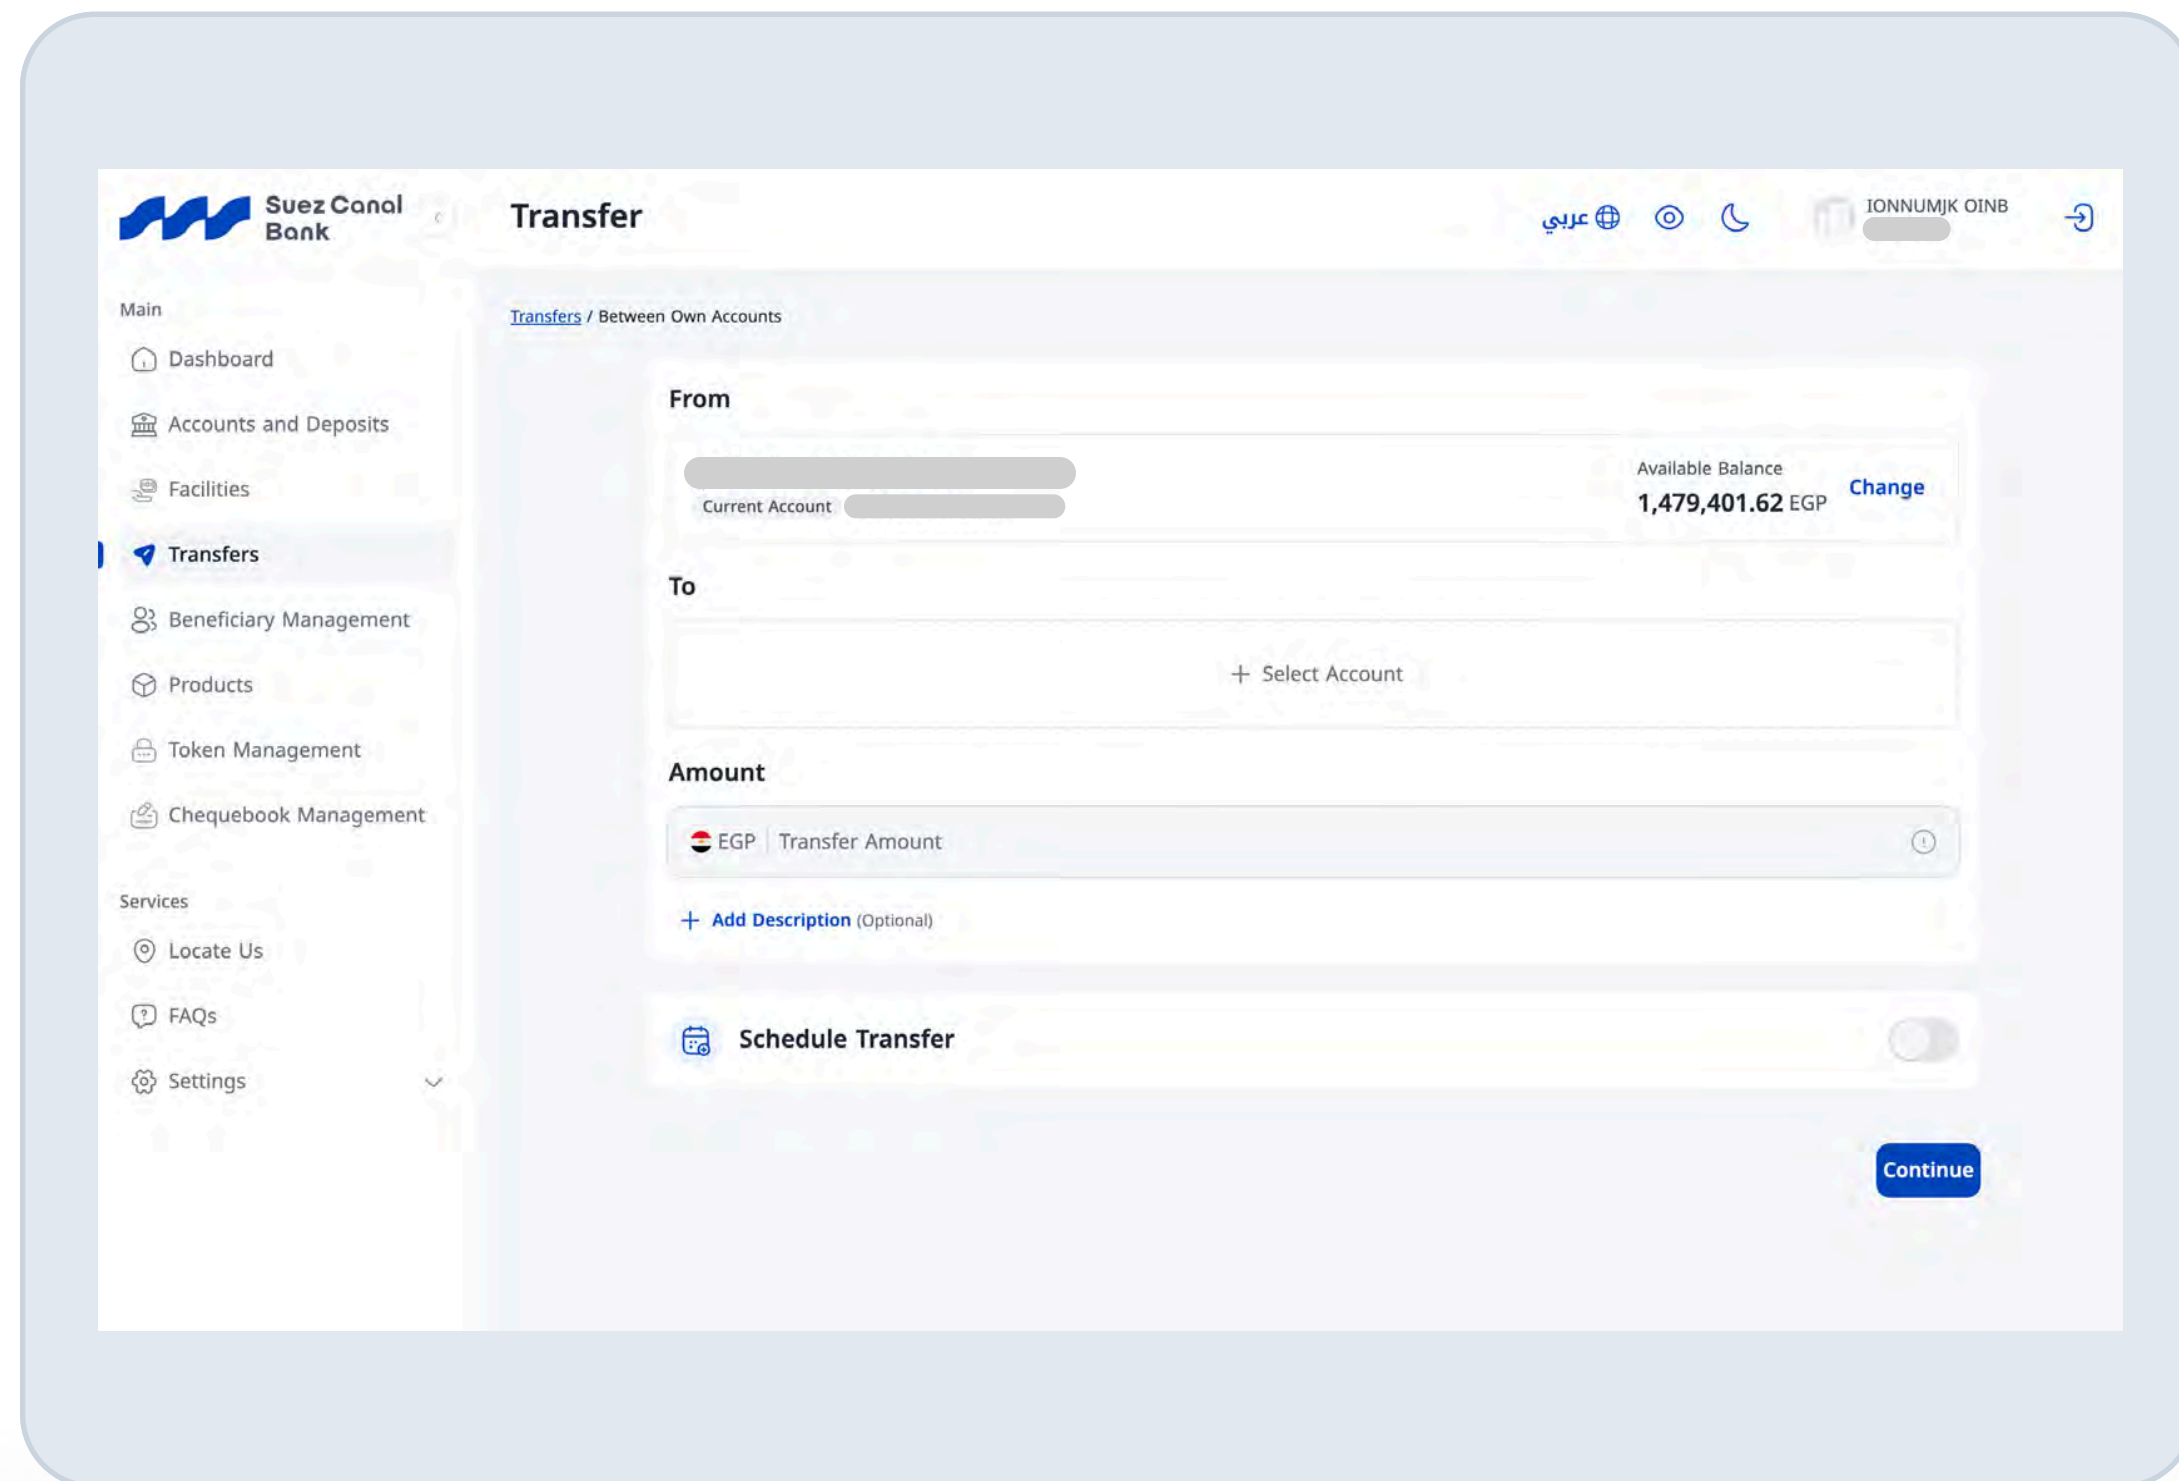 Suez Canal
Bank
Transfer
عربي
IONNUMJK OINB
Main
Dashboard
Accounts and Deposits
Facilities
Transfers
Beneficiary Management
Products
Token Management
Chequebook Management
Services
Locate Us
FAQs
Settings
Transfers / Between Own Accounts
From
Current Account
Available Balance
1,479,401.62 EGP
Change
To
+ Select Account
Amount
EGP | Transfer Amount
+ Add Description (Optional)
Schedule Transfer
Continue